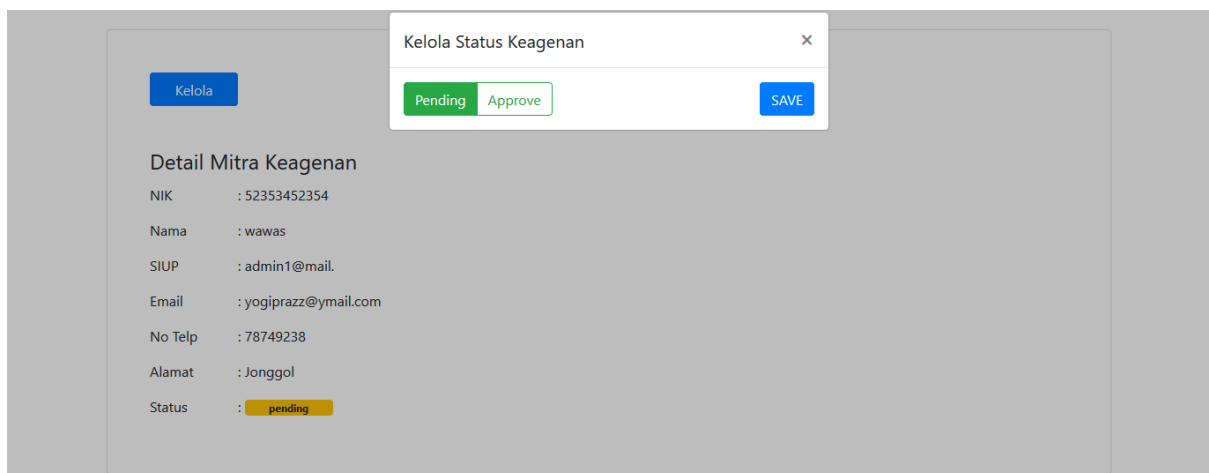 Kelola Status Keagenan ×
Pending Approve SAVE
Kelola
Detail Mitra Keagenan
NIK : 52353452354
Nama : wawas
SIUP : admin1@mail.
Email : yogiprazz@ymail.com
No Telp : 78749238
Alamat : Jonggol
Status : pending